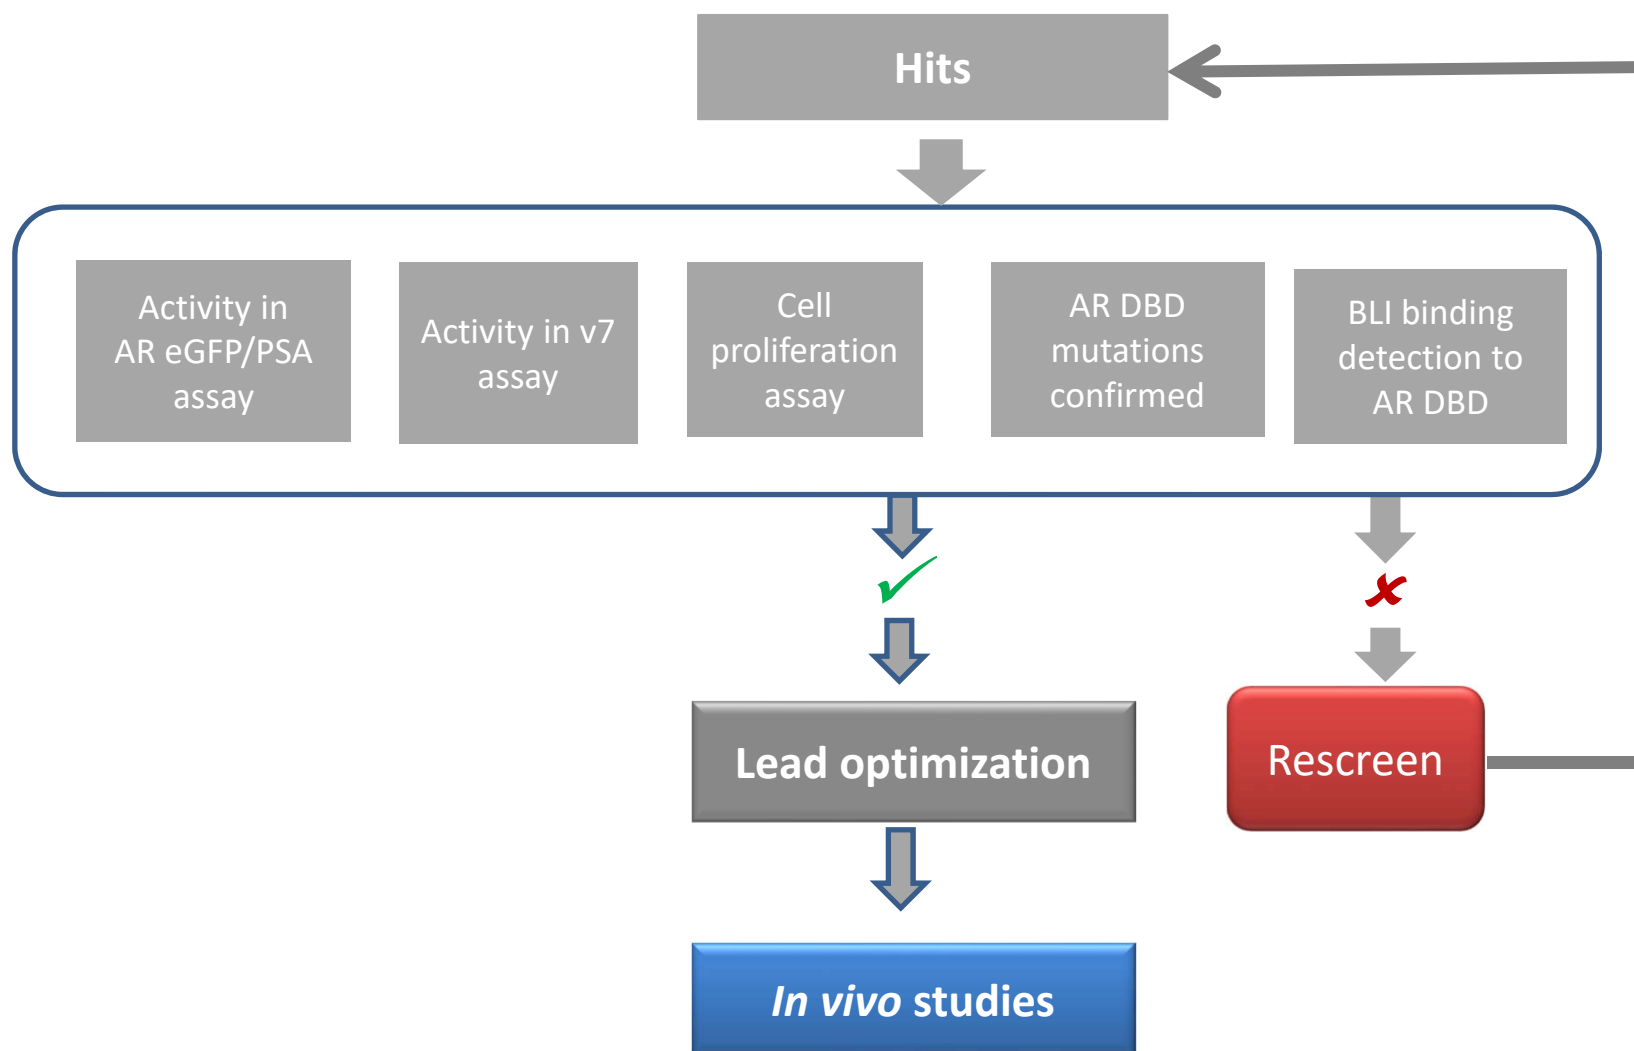 Hits
Activity in
AR eGFP/PSA
assay
Activity in v7
assay
Cell
proliferation
assay
AR DBD
mutations
confirmed
BLI binding
detection to
AR DBD
Lead optimization
Rescreen
In vivo studies